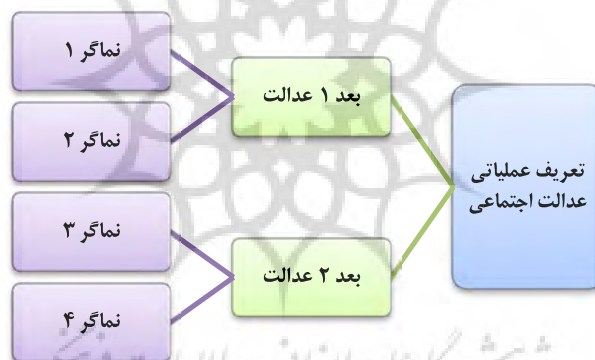 تعریف عملیاتی
عدالت اجتماعی
بعد ۱ عدالت
نماگر ۱
نماگر ۲
بعد ۲ عدالت
نماگر ۳
نماگر ۴